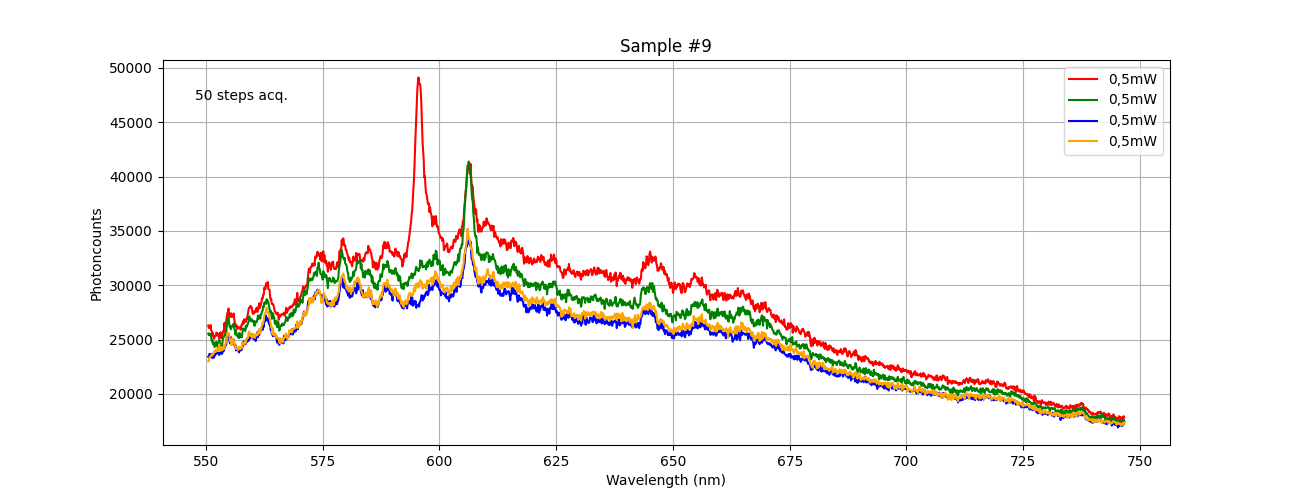 Sample #9
50 steps acq.
0,5mW
0,5mW
0,5mW
0,5mW
Photoncounts
50000
45000
40000
35000
30000
25000
20000
550 575 600 625 650 675 700 725 750
Wavelength (nm)